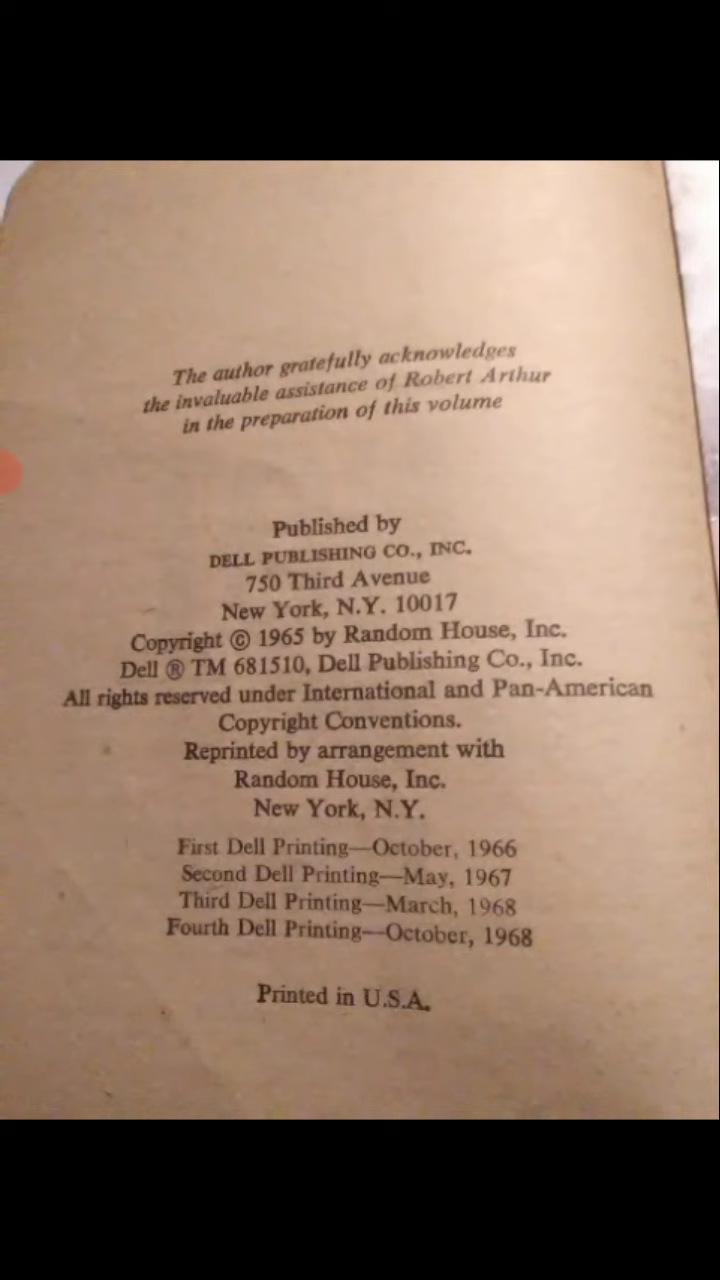 The author gratefully acknowledges
the invaluable assistance of Robert Arthur
in the preparation of this volume
Published by
DELL PUBLISHING CO., INC.
750 Third Avenue
New York, N.Y. 10017
Copyright © 1965 by Random House, Inc.
Dell ® TM 681510, Dell Publishing Co., Inc.
All rights reserved under International and Pan-American
Copyright Conventions.
Reprinted by arrangement with
Random House, Inc.
New York, N.Y.
First Dell Printing—October, 1966
Second Dell Printing—May, 1967
Third Dell Printing—March, 1968
Fourth Dell Printing—October, 1968
Printed in U.S.A.